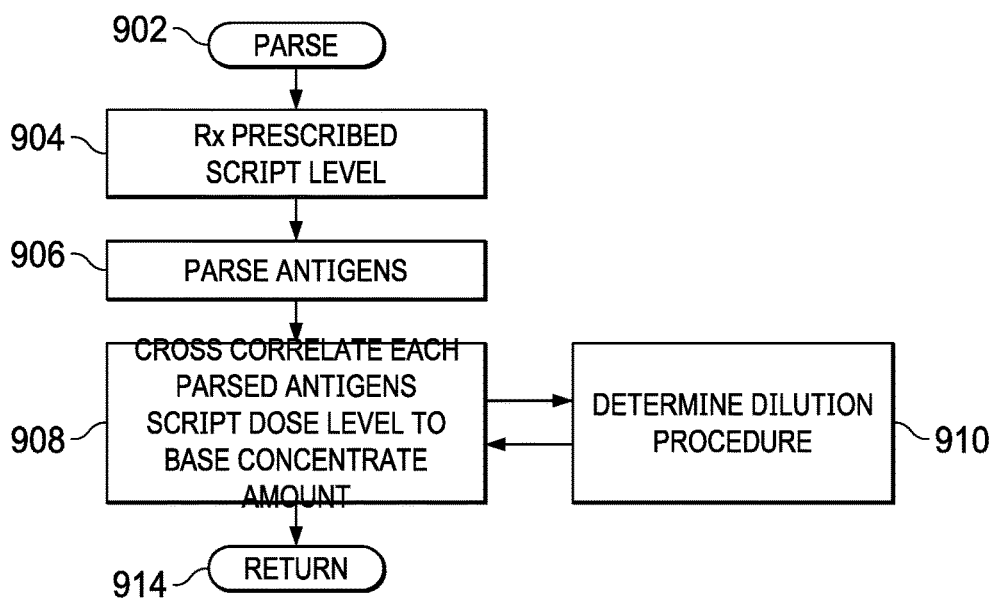 902
PARSE
904
Rx PRESCRIBED
SCRIPT LEVEL
906
PARSE ANTIGENS
908
CROSS CORRELATE EACH
PARSED ANTIGENS
SCRIPT DOSE LEVEL TO
BASE CONCENTRATE
AMOUNT
DETERMINE DILUTION
PROCEDURE
910
914
RETURN